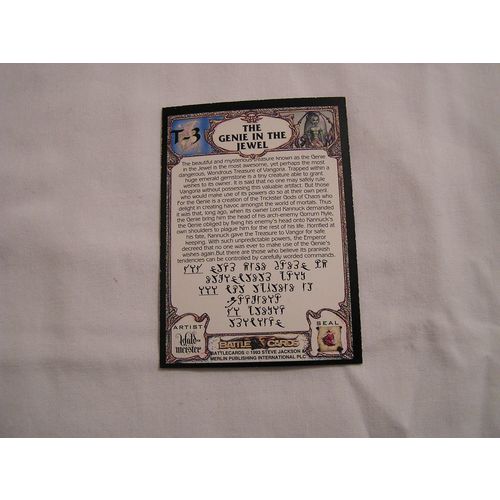 T-3
THE
GENIE IN THE
JEWEL
The beautiful and mysterious treasure known as the Genie
in the Jewel is the most awesome, yet perhaps the most
dangerous, Wondrous Treasure of Vangoria. Trapped within a
huge emerald gemstone is a tiny creature able to grant
wishes to its owner. It is said that no one may safely rule
Vangoria without possessing this valuable artifact. But those
who would make use of its powers do so at their own peril.
For the Genie is a creation of the Trickster Gods of Chaos who
delight in creating havoc amongst the world of mortals. Thus
it was that, long ago, when its owner Lord Kannuck demanded
the Genie bring him the head of his arch-enemy Qorrum Hyle,
the Genie obliged by fixing his enemy's head onto Kannuck's
own shoulders to plague him for the rest of his life. Horrified at
his fate, Kannuck gave the Treasure to Vangor for safe
keeping. With such unpredictable powers, the Emperor
decreed that no one was ever to make use of the Genie's
wishes again. But there are those who believe its prankish
tendencies can be controlled by carefully worded commands.
ARTIST
SEAL
BATTLE CARDS
BATTLECARDS © 1993 STEVE JACKSON &
MERLIN PUBLISHING INTERNATIONAL PLC